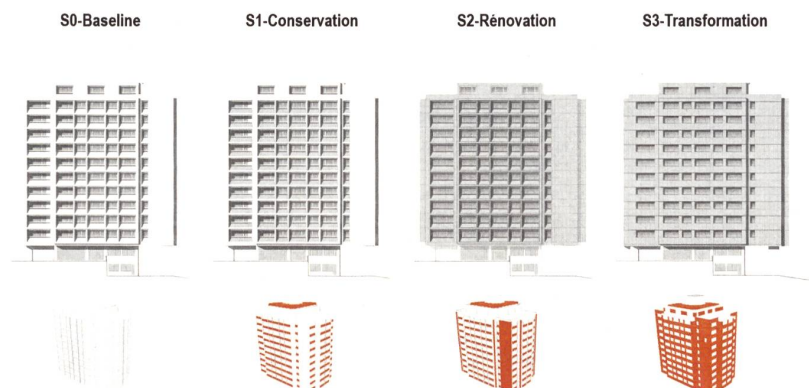 S0-Baseline
S1-Conservation
S2-Rénovation
S3-Transformation